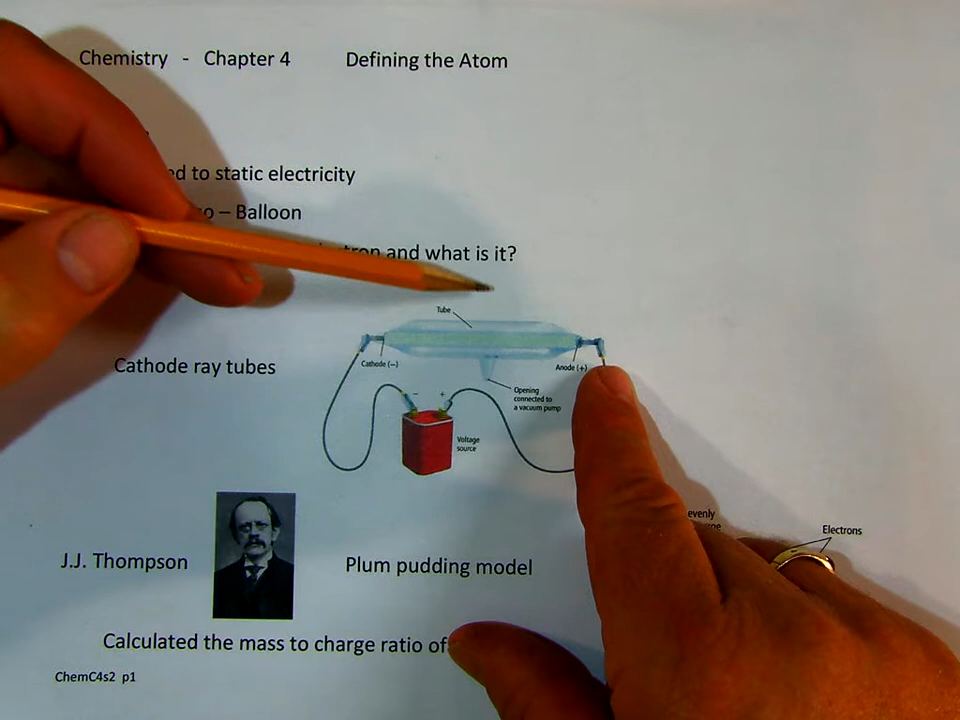 Chemistry - Chapter 4 Defining the Atom
ed to static electricity
– Balloon
and what is it?
Tube
Cathode ray tubes
Cathode (−)
Anode (+)
Opening
connected to
a vacuum pump
− +
Voltage
source
evenly
Electrons
J.J. Thompson
Plum pudding model
Calculated the mass to charge ratio of
ChemC4s2 p1